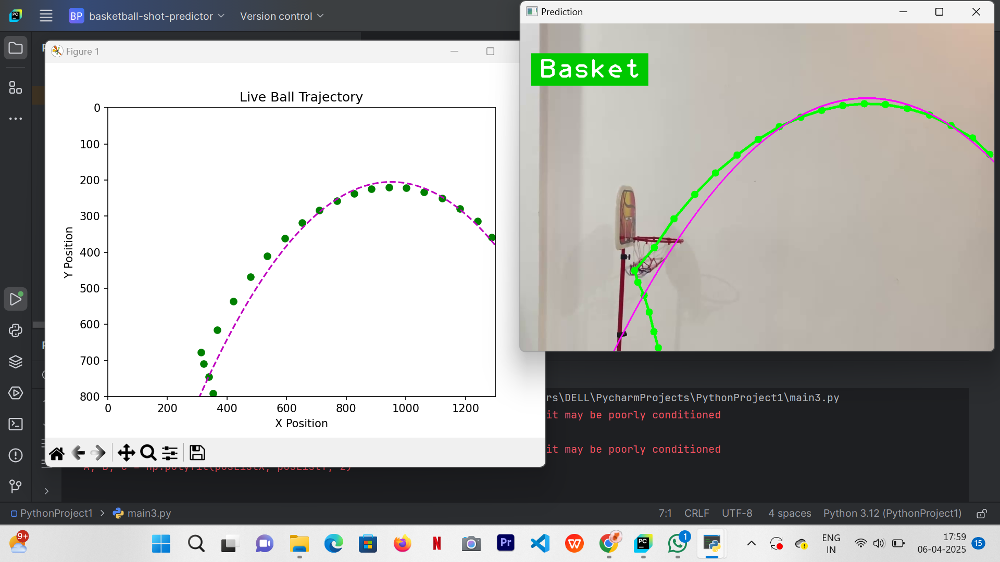 PC
BP basketball-shot-predictor
Version control
Figure 1
Live Ball Trajectory
0
100
200
300
400
500
600
700
800
Y Position
0 200 400 600 800 1000 1200
X Position
Prediction
Basket
rs\DELL\PycharmProjects\PythonProject1\main3.py
it may be poorly conditioned
it may be poorly conditioned
A, B, C = np.polyfit(posListX, posListY, 2)
PythonProject1 > main3.py
7:1 CRLF UTF-8 4 spaces Python 3.12 (PythonProject1)
9+
N
Pr
W
PC
1
ENG
IN
17:59
06-04-2025
15